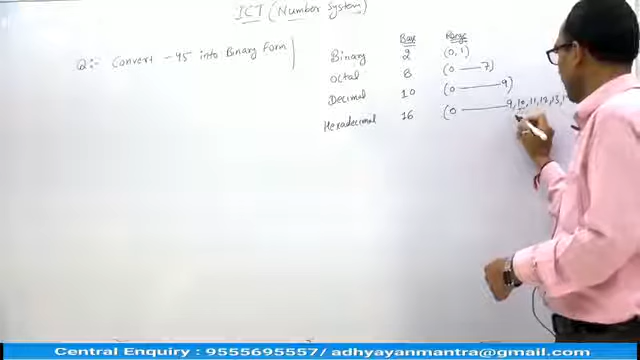 ICT (Number System)
Q:- Convert -45 into Binary Form
Base Range
Binary 2 (0, 1)
Octal 8 (0 — 7)
Decimal 10 (0 — 9)
Hexadecimal 16 (0 — 9, 10, 11, 12, 13, 1
Central Enquiry : 9555695557/ adhyayanmantra@gmail.com